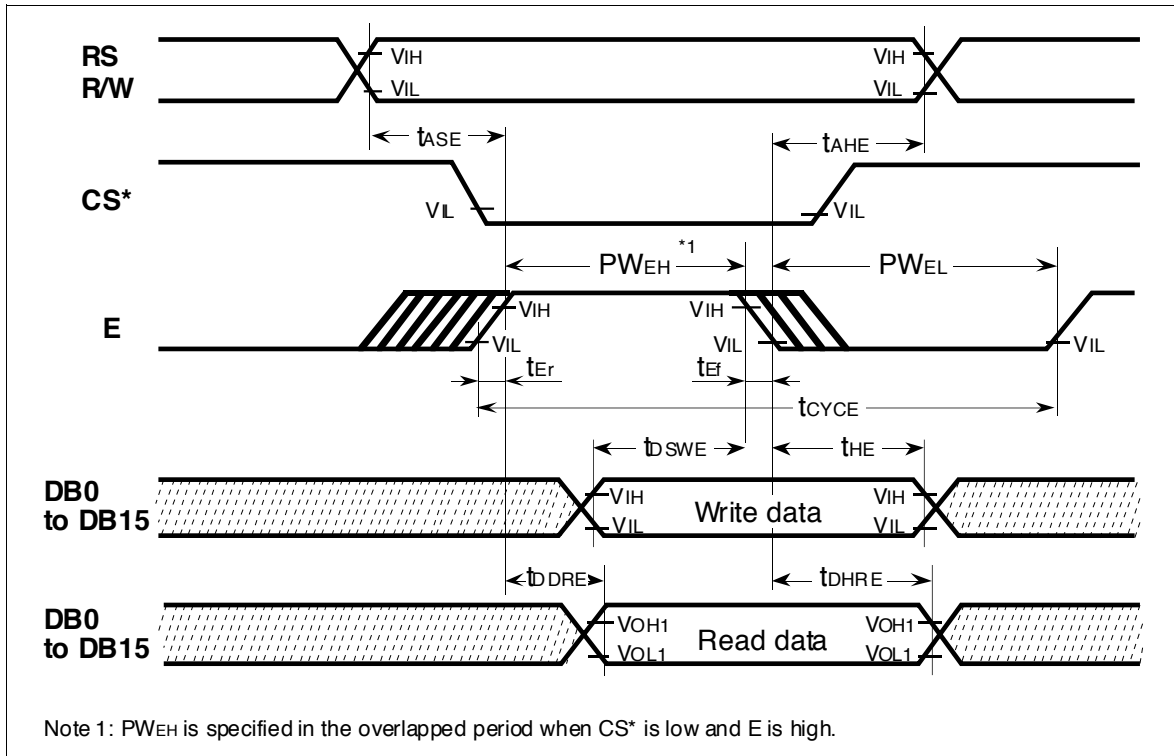 RS
R/W
VIH
VIL
VIH
VIL
tASE
tAHE
CS*
VIL
VIL
PWEH *1
PWEL
E
VIH
VIL
VIH
VIL
VIL
tEr
tEf
tCYCE
tDSWE
tHE
DB0
to DB15
VIH
VIL
Write data
VIH
VIL
tDDRE
tDHRE
DB0
to DB15
VOH1
VOL1
Read data
VOH1
VOL1
Note 1: PWEH is specified in the overlapped period when CS* is low and E is high.